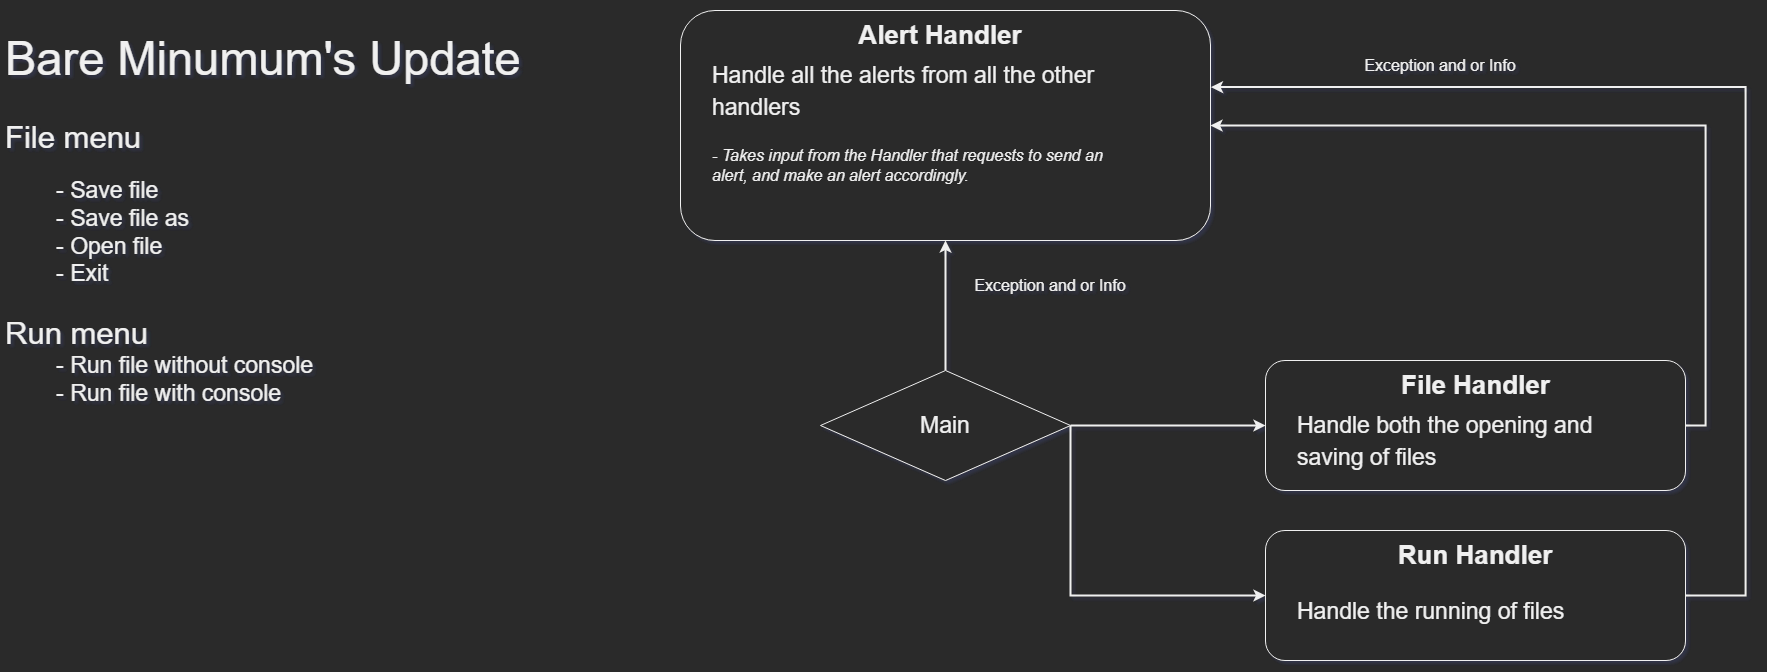 Bare Minumum's Update
File menu
- Save file
- Save file as
- Open file
- Exit
Run menu
- Run file without console
- Run file with console
Alert Handler
Handle all the alerts from all the other
handlers
- Takes input from the Handler that requests to send an
alert, and make an alert accordingly.
Exception and or Info
Exception and or Info
Main
File Handler
Handle both the opening and
saving of files
Run Handler
Handle the running of files